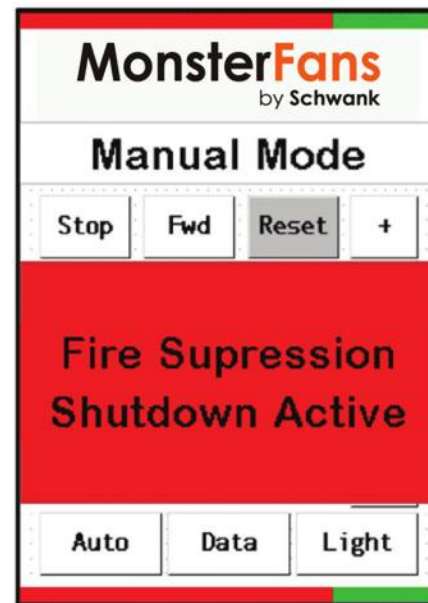 MonsterFans
by Schwank
Manual Mode
Stop Fwd Reset +
Fire Supression
Shutdown Active
Auto Data Light